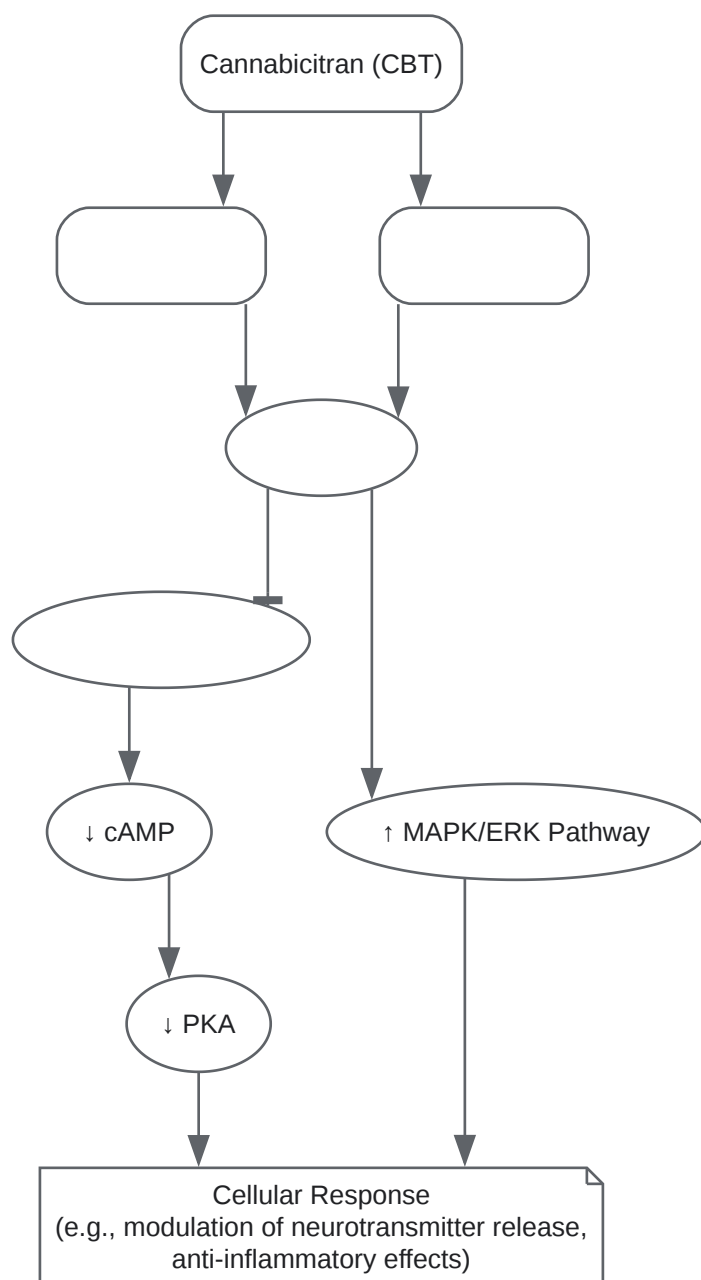 Cannabicitran (CBT)
↓ cAMP
↑ MAPK/ERK Pathway
↓ PKA
Cellular Response
(e.g., modulation of neurotransmitter release,
anti-inflammatory effects)